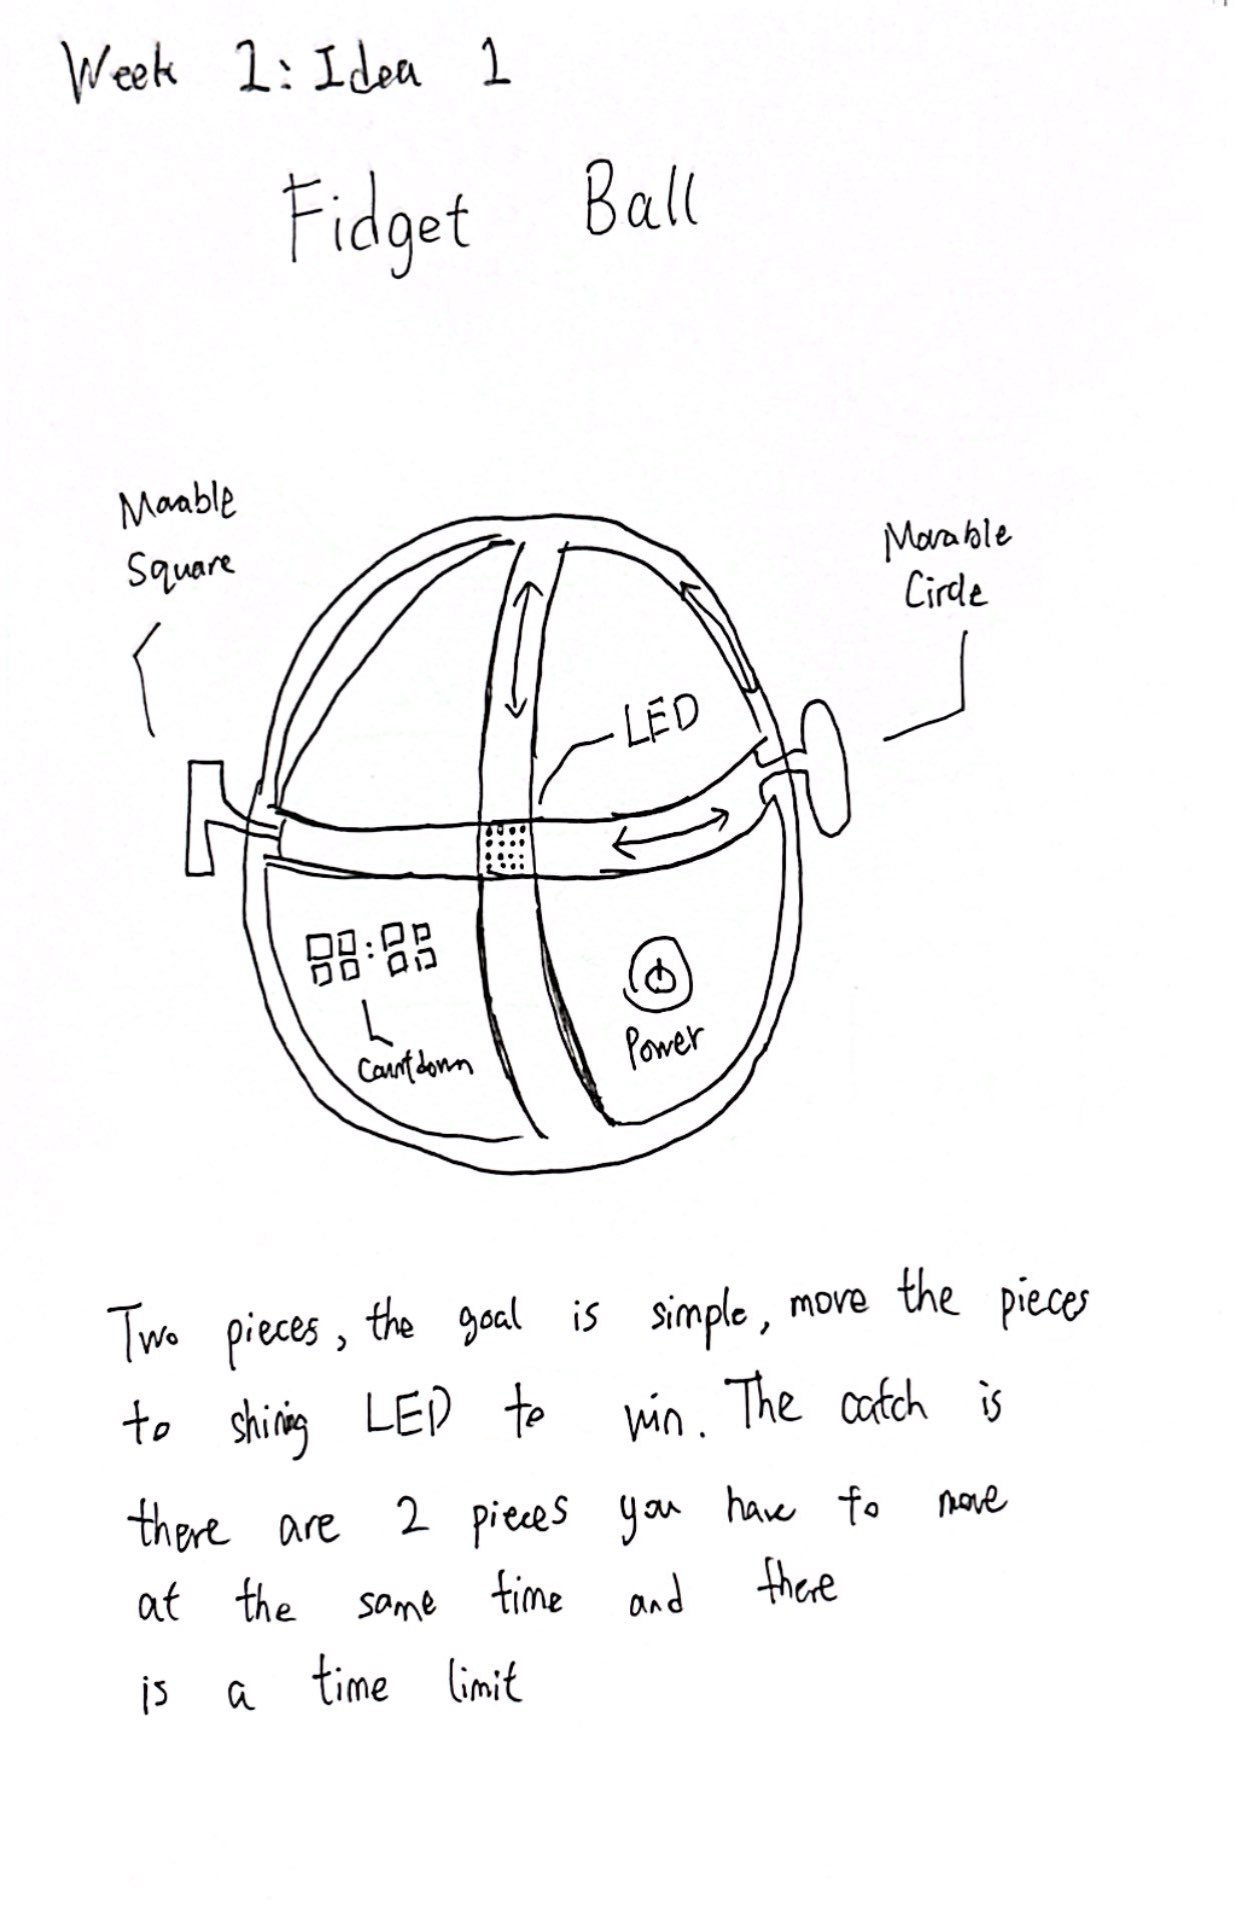 Week 1: Idea 1
Fidget Ball
Movable
Square
Movable
Circle
LED
88:88
Countdown
Power
Two pieces, the goal is simple, move the pieces
to shining LED to win. The catch is
there are 2 pieces you have to move
at the same time and there
is a time limit